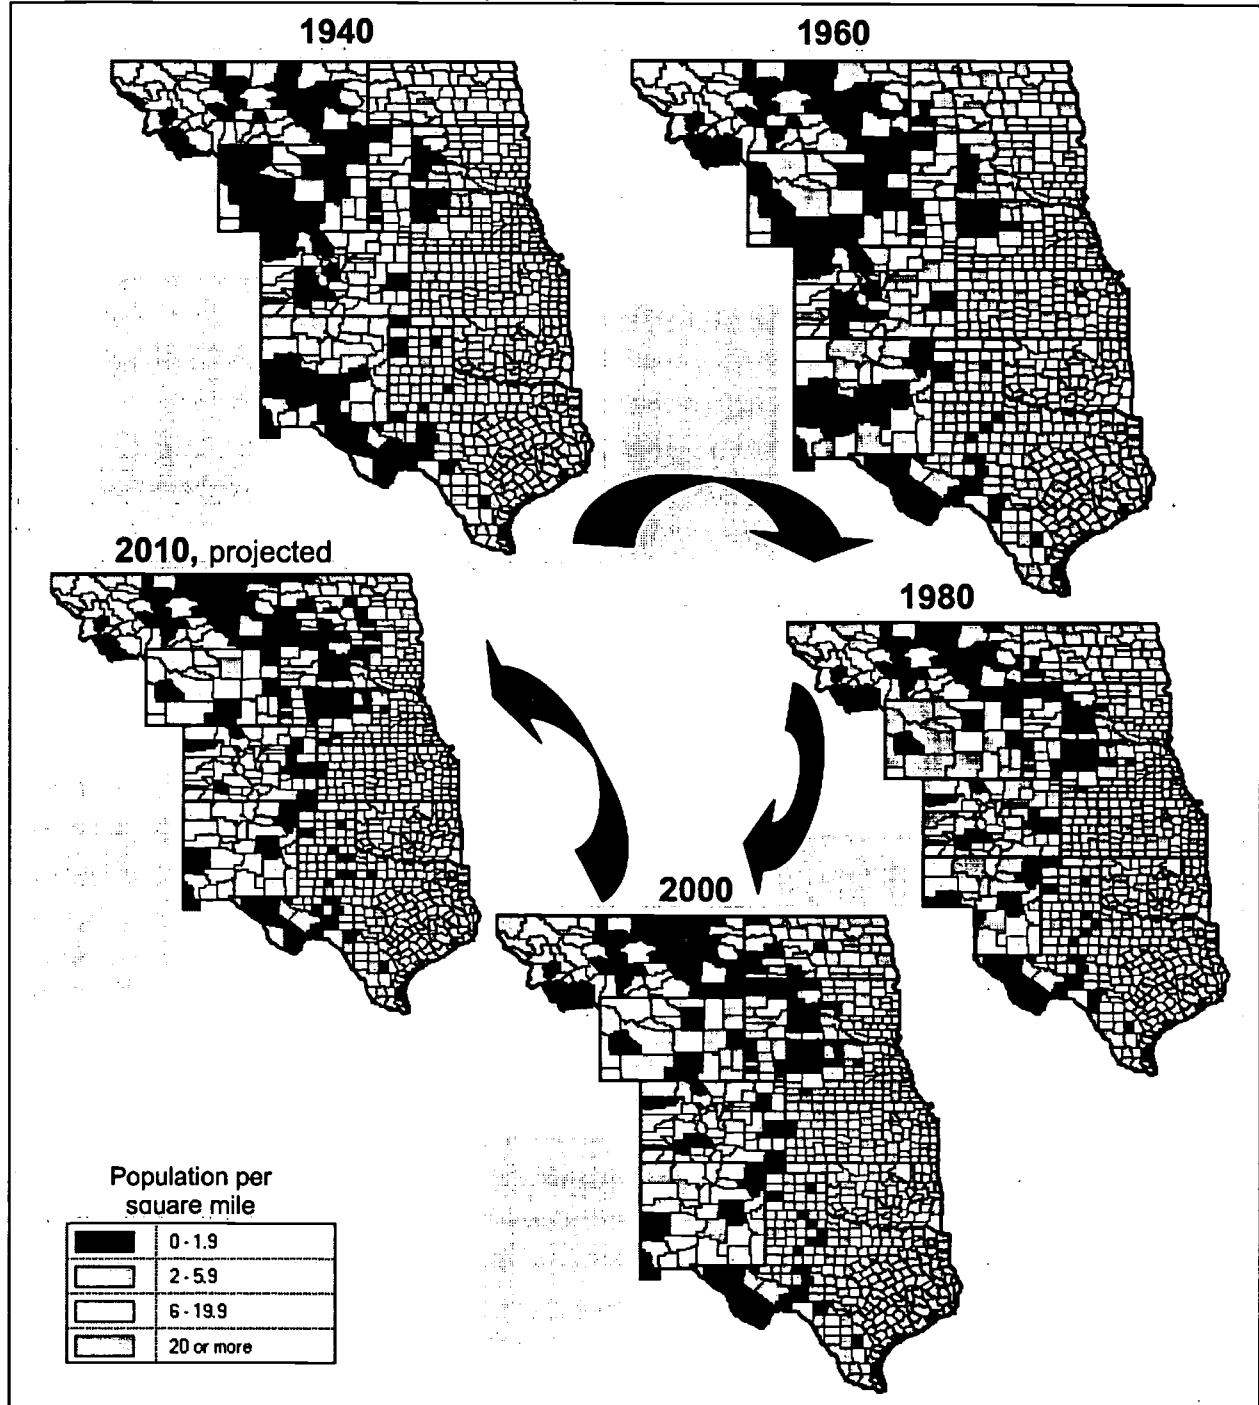 1940
1960
2010, projected
1980
2000
Population per
square mile
0 - 1.9
2 - 5.9
6 - 19.9
20 or more